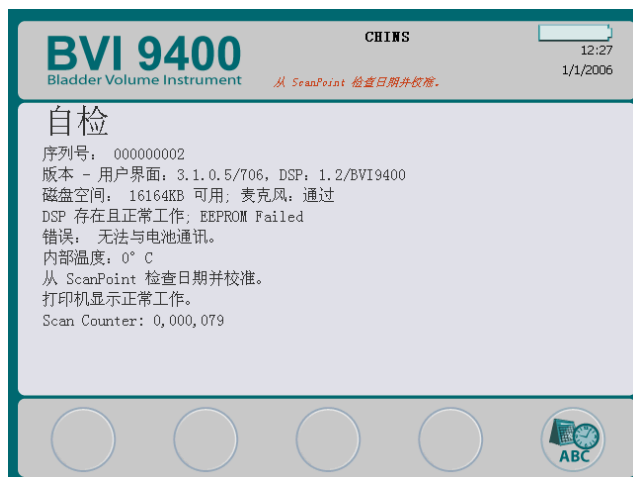 BVI 9400
Bladder Volume Instrument
CHINS
从 ScanPoint 检查日期并校准。
12:27
1/1/2006
自检
序列号： 000000002
版本 - 用户界面：3.1.0.5/706, DSP：1.2/BVI9400
磁盘空间： 16164KB 可用；麦克风：通过
DSP 存在且正常工作；EEPROM Failed
错误： 无法与电池通讯。
内部温度：0° C
从 ScanPoint 检查日期并校准。
打印机显示正常工作。
Scan Counter: 0,000,079
ABC